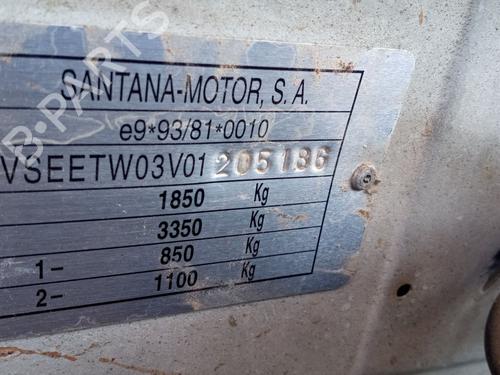 SANTANA-MOTOR, S. A.
e9*93/81*0010
VSEETW03V01205186
1850 Kg
3350 Kg
1- 850 Kg
2- 1100 Kg
B-PARTS